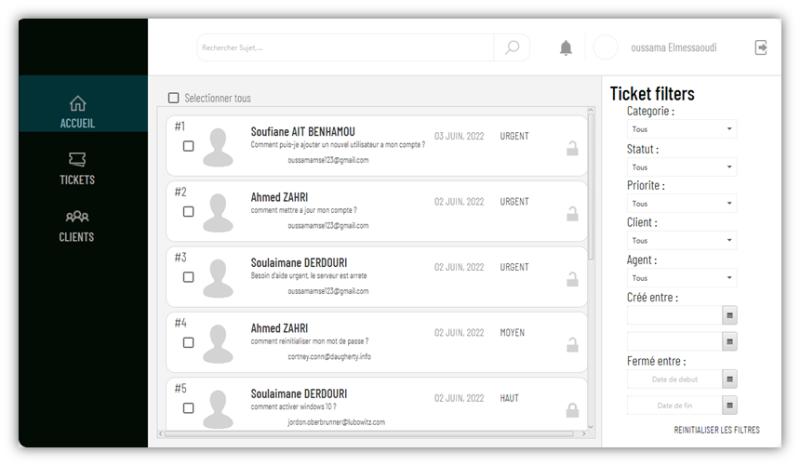 Rechercher Sujet,...
oussama Elmessaoudi
ACCUEIL
TICKETS
CLIENTS
Selectionner tous
#1
Soufiane AIT BENHAMOU
03 JUIN, 2022
URGENT
Comment puis-je ajouter un nouvel utilisateur a mon compte ?
oussamamsel23@gmail.com
#2
Ahmed ZAHRI
02 JUIN, 2022
URGENT
comment mettre a jour mon compte ?
oussamamsel23@gmail.com
#3
Soulaimane DERDOURI
02 JUIN, 2022
URGENT
Besoin d'aide urgent, le serveur est arrete
oussamamsel23@gmail.com
#4
Ahmed ZAHRI
02 JUIN, 2022
MOYEN
comment reinitialiser mon mot de passe ?
cortney.conn@daugherty.info
#5
Soulaimane DERDOURI
02 JUIN, 2022
HAUT
comment activer windows 10 ?
jordon.oberbrunner@lubowitz.com
Ticket filters
Categorie :
Tous
Statut :
Tous
Priorite :
Tous
Client :
Tous
Agent :
Tous
Créé entre :
Fermé entre :
Date de debut
Date de fin
REINITIALISER LES FILTRES